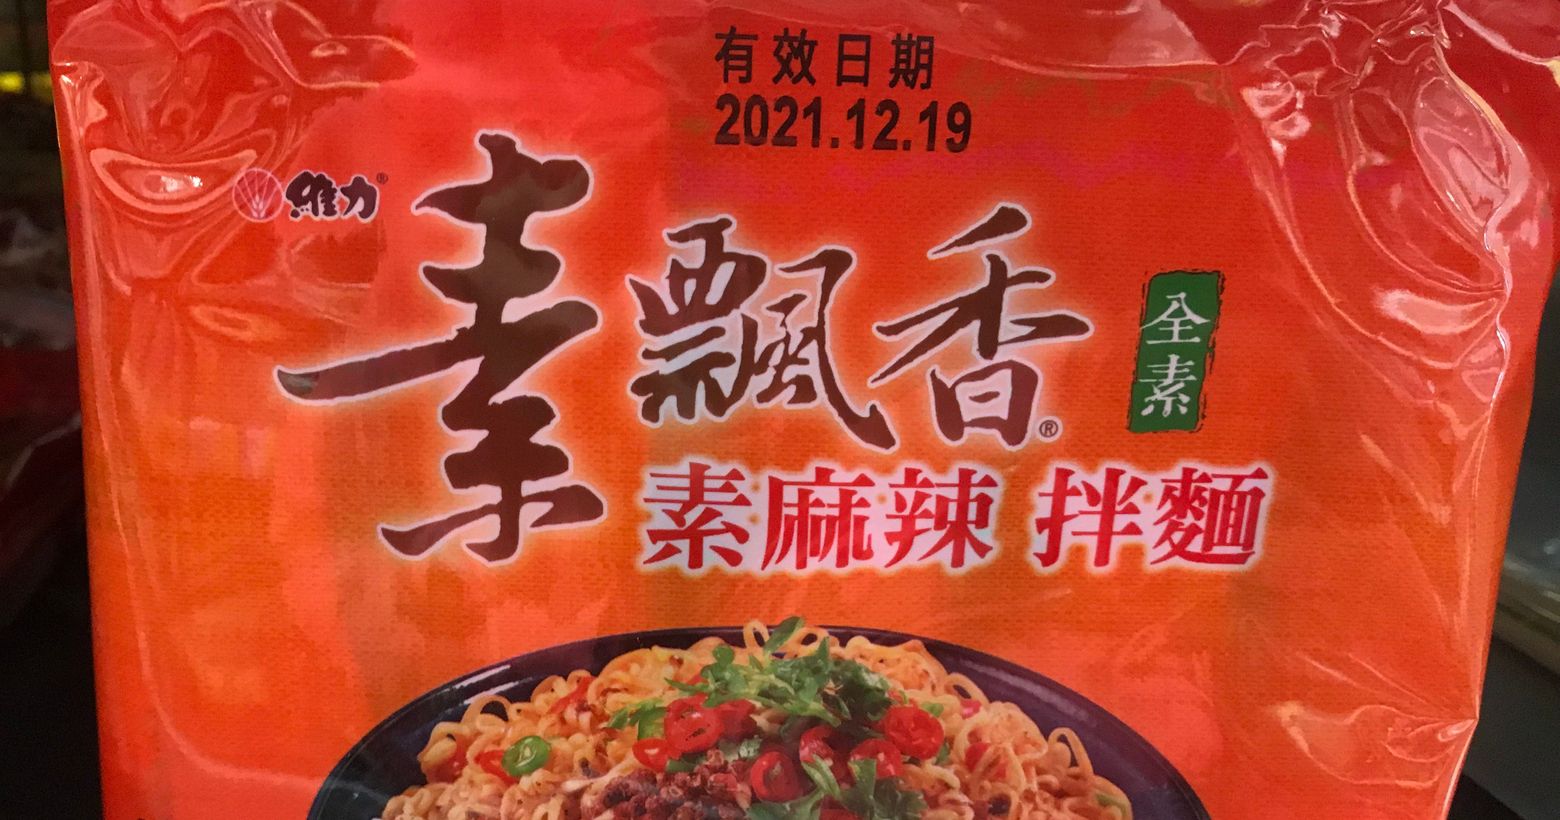 有效日期
2021.12.19
維力®
素飄香®
全素
素麻辣 拌麵